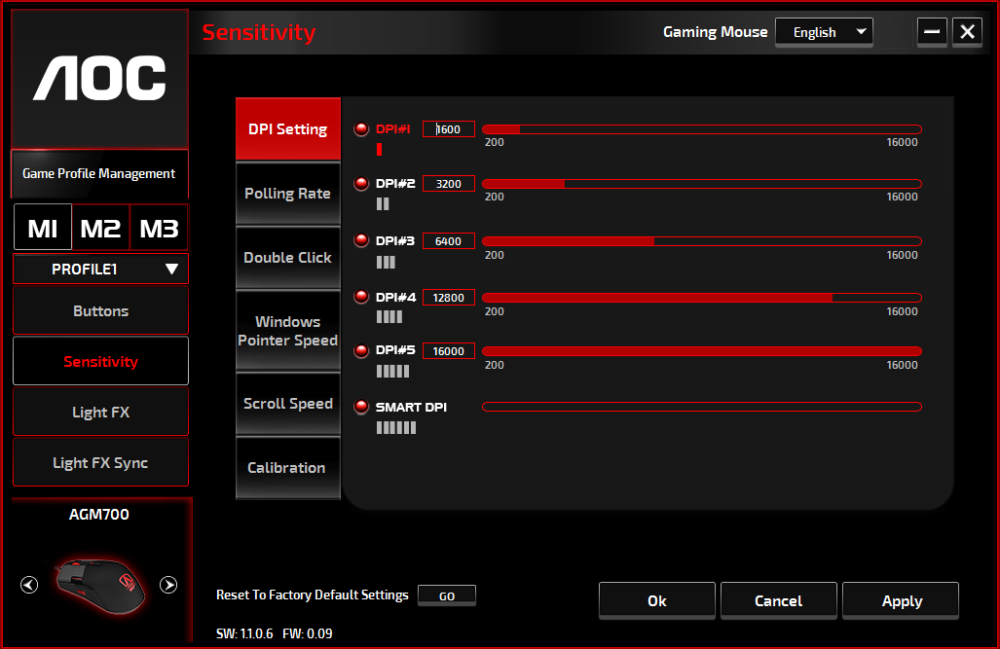 AOC
Sensitivity
Gaming Mouse
English
Game Profile Management
M1 M2 M3
PROFILE1
Buttons
Sensitivity
Light FX
Light FX Sync
AGM700
DPI Setting
Polling Rate
Double Click
Windows
Pointer Speed
Scroll Speed
Calibration
DPI#1 1600
200 16000
DPI#2 3200
200 16000
DPI#3 6400
200 16000
DPI#4 12800
200 16000
DPI#5 16000
200 16000
SMART DPI
Reset To Factory Default Settings GO
Ok Cancel Apply
SW: 1.1.0.6 FW: 0.09